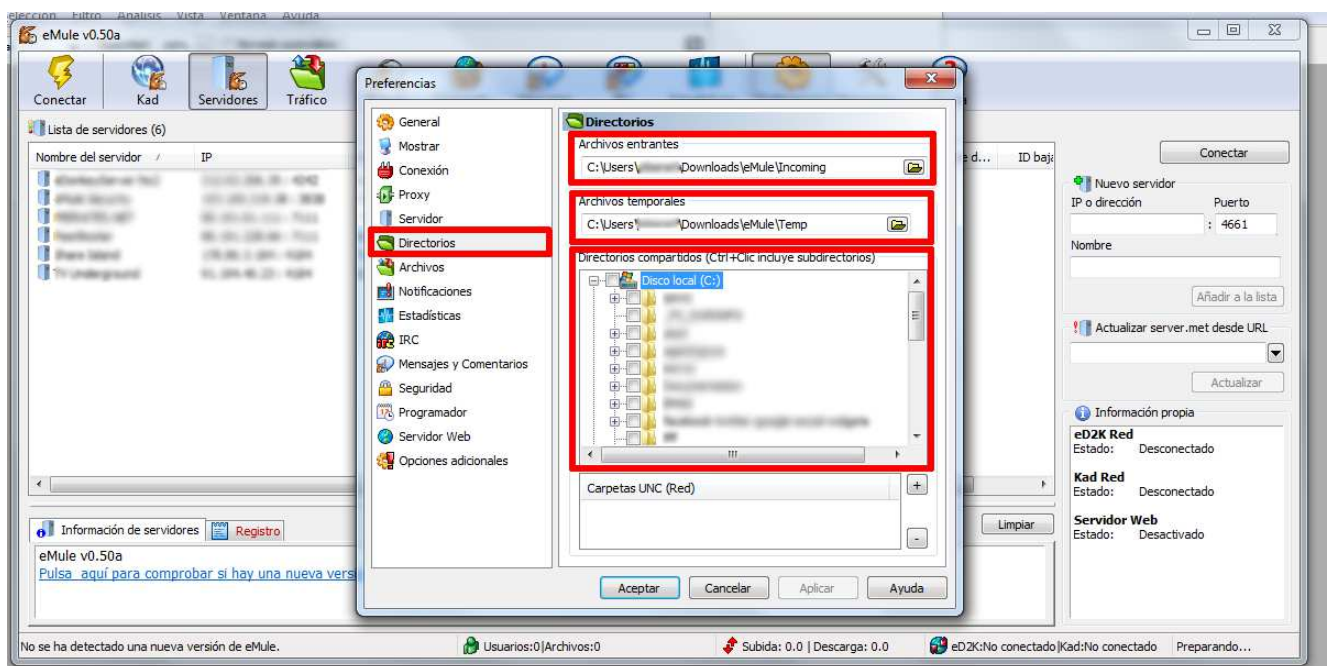 Selección Filtro Analisis Vista Ventana Ayuda
eMule v0.50a
Conectar
Kad
Servidores
Tráfico
Lista de servidores (6)
Nombre del servidor / IP
ID baja
Preferencias
General
Mostrar
Conexión
Proxy
Servidor
Directorios
Archivos
Notificaciones
Estadísticas
IRC
Mensajes y Comentarios
Seguridad
Programador
Servidor Web
Opciones adicionales
Directorios
Archivos entrantes
C:\Users\ Downloads\eMule\Incoming
Archivos temporales
C:\Users\ Downloads\eMule\Temp
Directorios compartidos (Ctrl+Clic incluye subdirectorios)
Disco local (C:)
Carpetas UNC (Red)
+
-
Aceptar
Cancelar
Aplicar
Ayuda
Conectar
Nuevo servidor
IP o dirección Puerto
: 4661
Nombre
Añadir a la lista
Actualizar server.met desde URL
Actualizar
Información propia
eD2K Red
Estado: Desconectado
Kad Red
Estado: Desconectado
Servidor Web
Estado: Desactivado
Información de servidores
Registro
Limpiar
eMule v0.50a
Pulsa aquí para comprobar si hay una nueva vers
No se ha detectado una nueva versión de eMule.
Usuarios:0|Archivos:0
Subida: 0.0 | Descarga: 0.0
eD2K:No conectado|Kad:No conectado
Preparando...